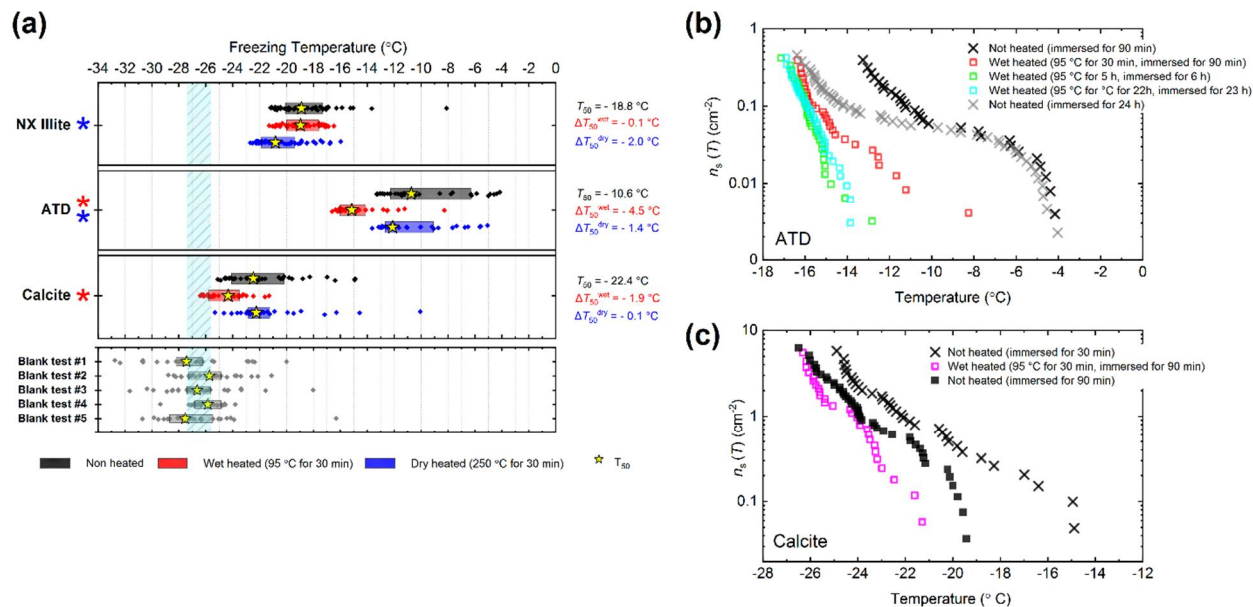 (a)
Freezing Temperature (°C)
-34 -32 -30 -28 -26 -24 -22 -20 -18 -16 -14 -12 -10 -8 -6 -4 -2 0
NX Illite *
T50 = - 18.8 °C
ΔT50wet = - 0.1 °C
ΔT50dry = - 2.0 °C
ATD **
T50 = - 10.6 °C
ΔT50wet = - 4.5 °C
ΔT50dry = - 1.4 °C
Calcite *
T50 = - 22.4 °C
ΔT50wet = - 1.9 °C
ΔT50dry = - 0.1 °C
Blank test #1
Blank test #2
Blank test #3
Blank test #4
Blank test #5
Non heated Wet heated (95 °C for 30 min) Dry heated (250 °C for 30 min) T50
(b)
ns (T) (cm-2)
1
0.1
0.01
Not heated (immersed for 90 min)
Wet heated (95 °C for 30 min, immersed for 90 min)
Wet heated (95 °C for 5 h, immersed for 6 h)
Wet heated (95 °C for °C for 22h, immersed for 23 h)
Not heated (immersed for 24 h)
ATD
-18 -16 -14 -12 -10 -8 -6 -4 -2 0
Temperature (°C)
(c)
ns (T) (cm-2)
10
1
0.1
Not heated (immersed for 30 min)
Wet heated (95 °C for 30 min, immersed for 90 min)
Not heated (immersed for 90 min)
Calcite
-28 -26 -24 -22 -20 -18 -16 -14 -12
Temperature (° C)